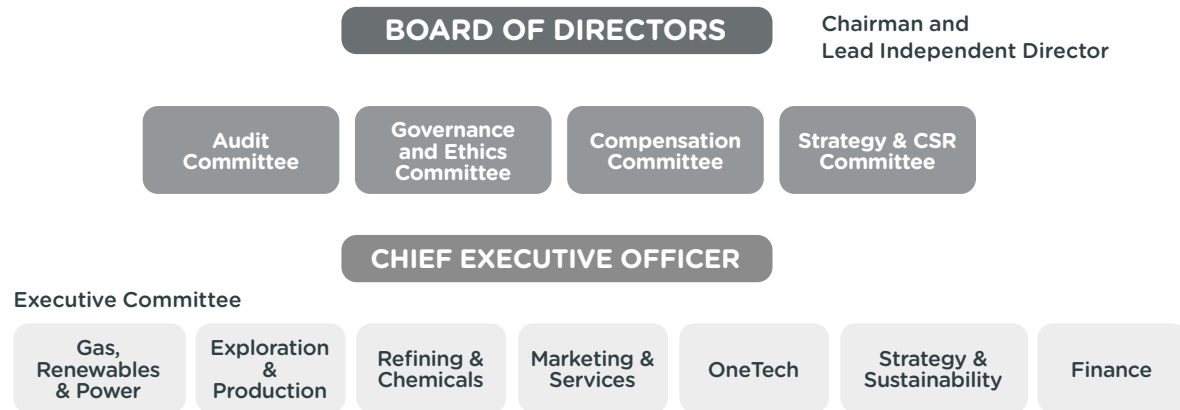 BOARD OF DIRECTORS
Chairman and
Lead Independent Director
Audit
Committee
Governance
and Ethics
Committee
Compensation
Committee
Strategy & CSR
Committee
CHIEF EXECUTIVE OFFICER
Executive Committee
Gas,
Renewables
& Power
Exploration
&
Production
Refining &
Chemicals
Marketing &
Services
OneTech
Strategy &
Sustainability
Finance